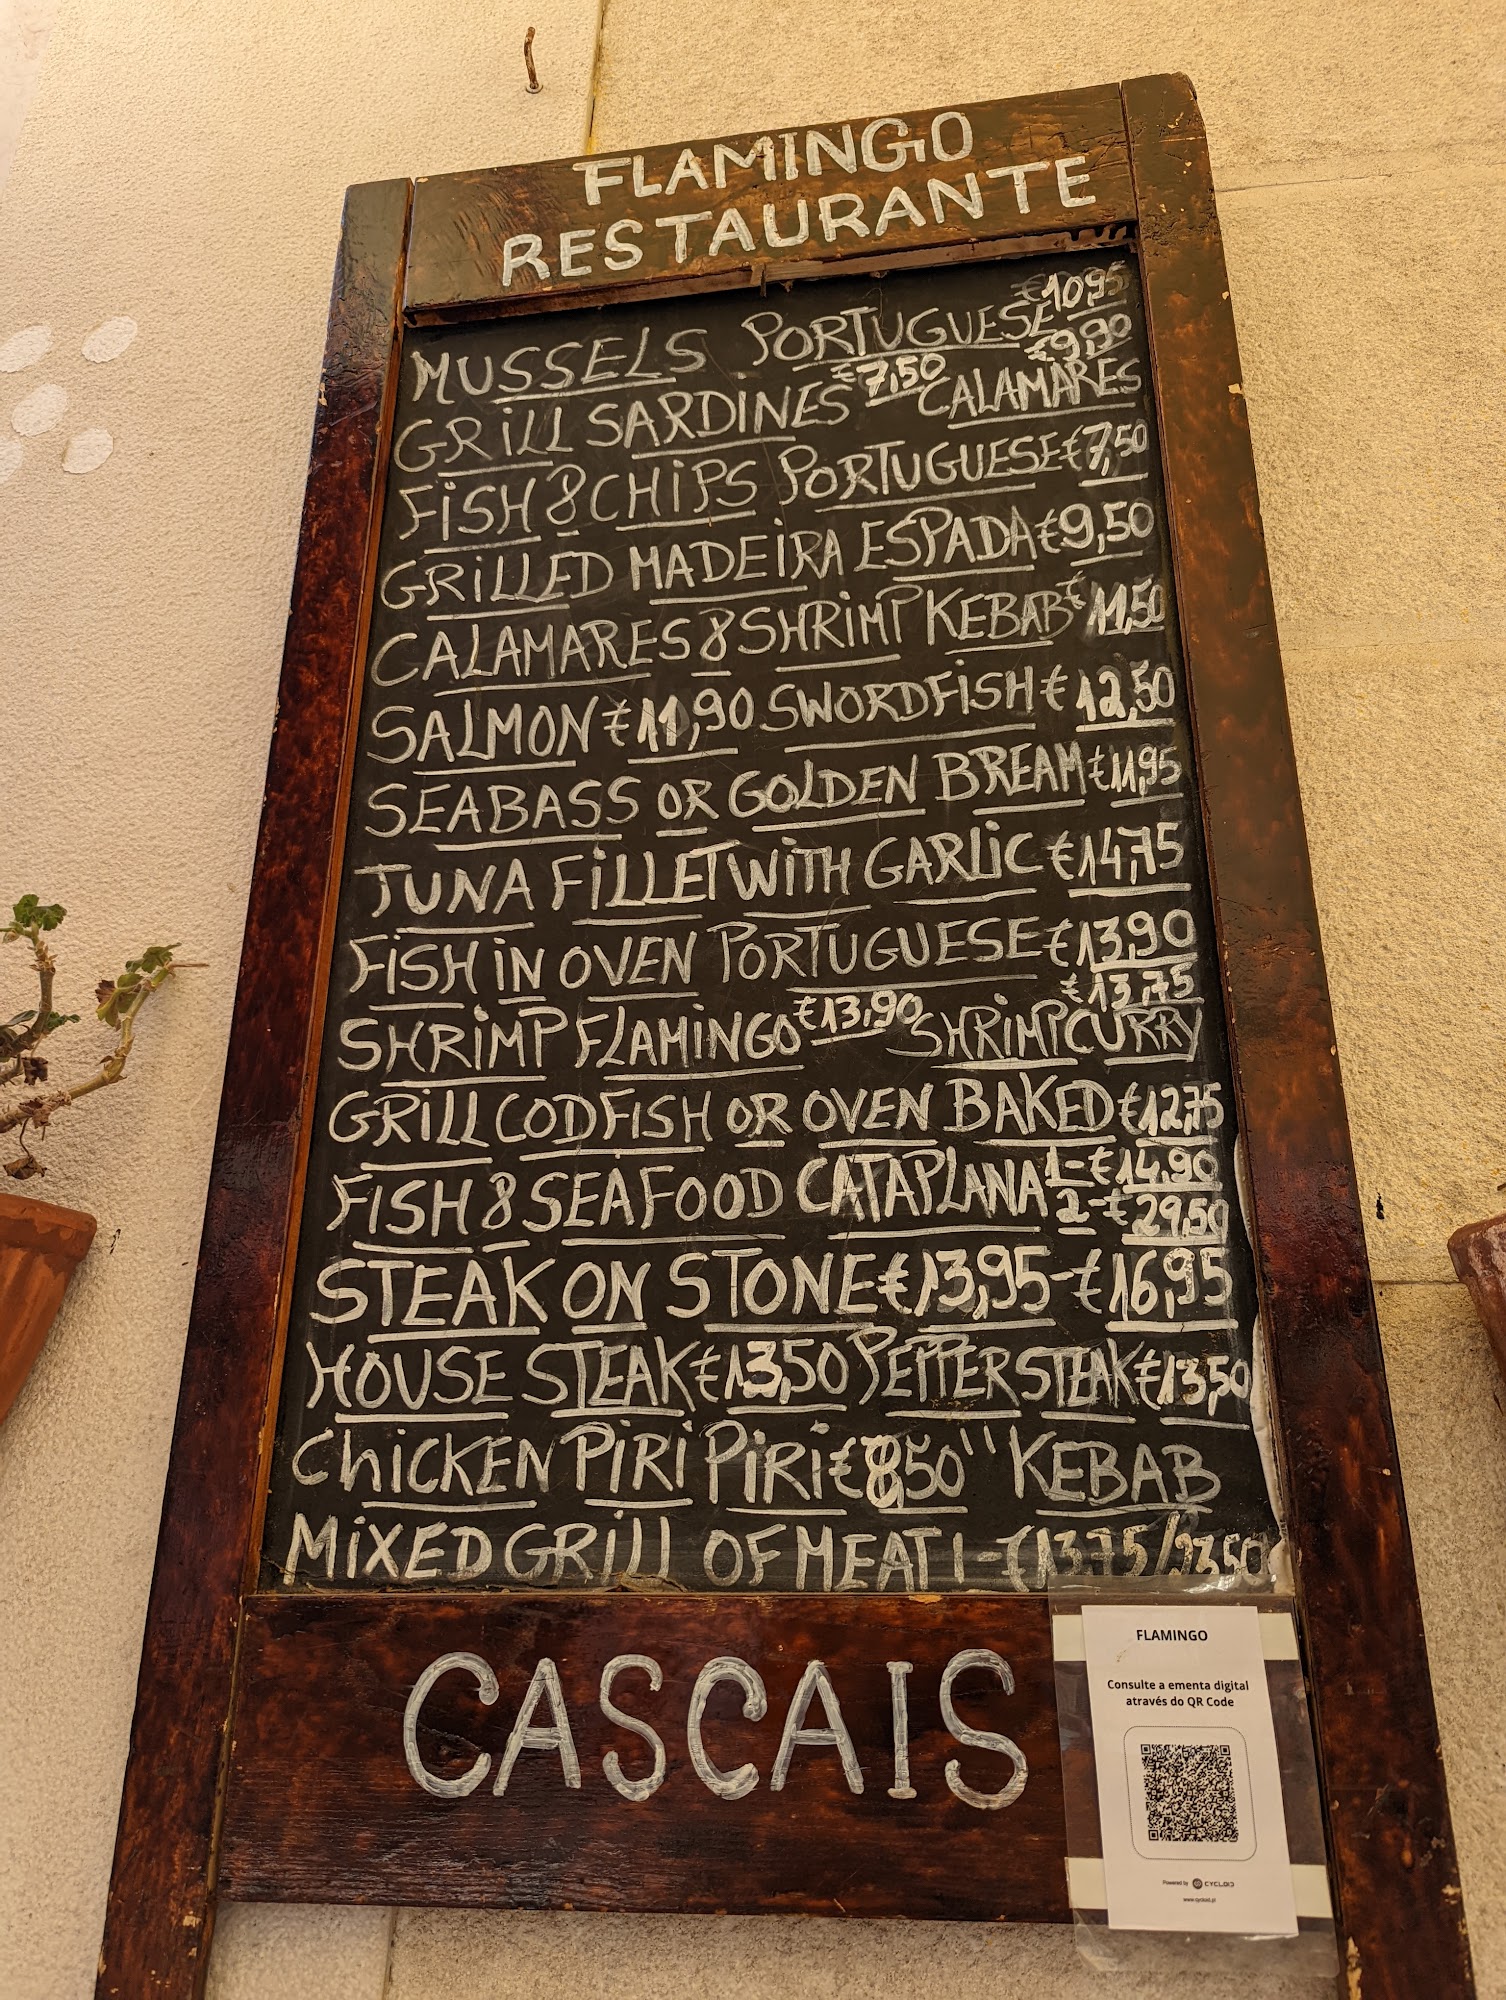 FLAMINGO
RESTAURANTE
€10,95
MUSSELS PORTUGUESE
€7,50 €9,90
GRiLL SARDiNES CALAMARES
FiSH & CHiPS PORTUGUESE €7,50
GRiLLED MADEiRA ESPADA €9,50
CALAMARES & SHRiMP KEBAB €11,50
SALMON €11,90 SWORDFiSH € 12,50
SEABASS OR GOLDEN BREAM €11,95
TUNA FiLLET WiTH GARLiC €14,75
FiSH iN OVEN PORTUGUESE €13,90
€13,90 €13,75
SHRiMP FLAMiNGO SHRiMP CURRY
GRiLL CODFiSH OR OVEN BAKED €12,75
FiSH & SEAFOOD CATAPLANA 1-€14,90
2-€29,50
STEAK ON STONE €13,95-€16,95
HOUSE STEAK €13,50 PEPPER STEAK €13,50
ChiCKEN PiRi PiRi €8,50 " KEBAB
MiXED GRiLL OF MEAT 1-€13,75/23,50
CASCAIS
FLAMINGO
Consulte a ementa digital
através do QR Code
Powered by CYCLOID